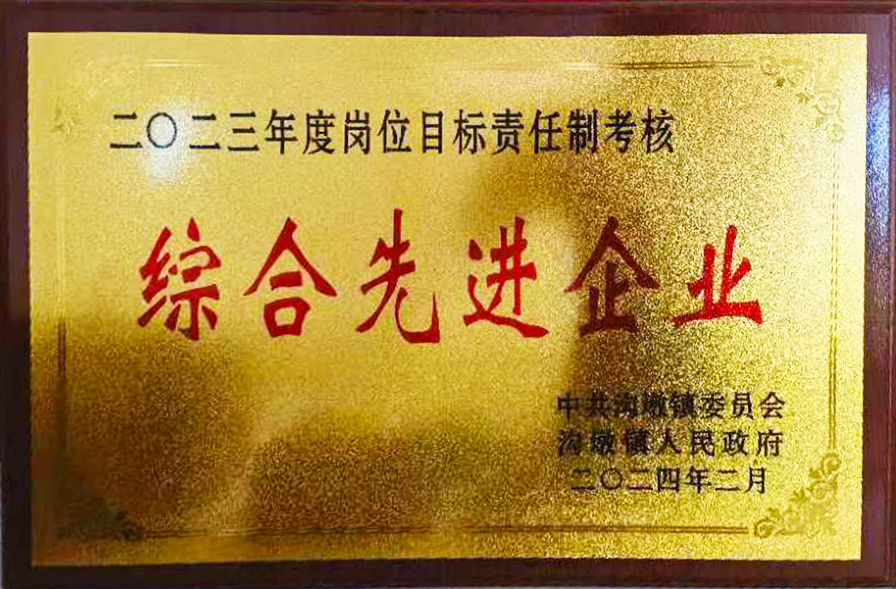 二〇二三年度岗位目标责任制考核
综合先进企业
中共沟墩镇委员会
沟墩镇人民政府
二〇二四年二月